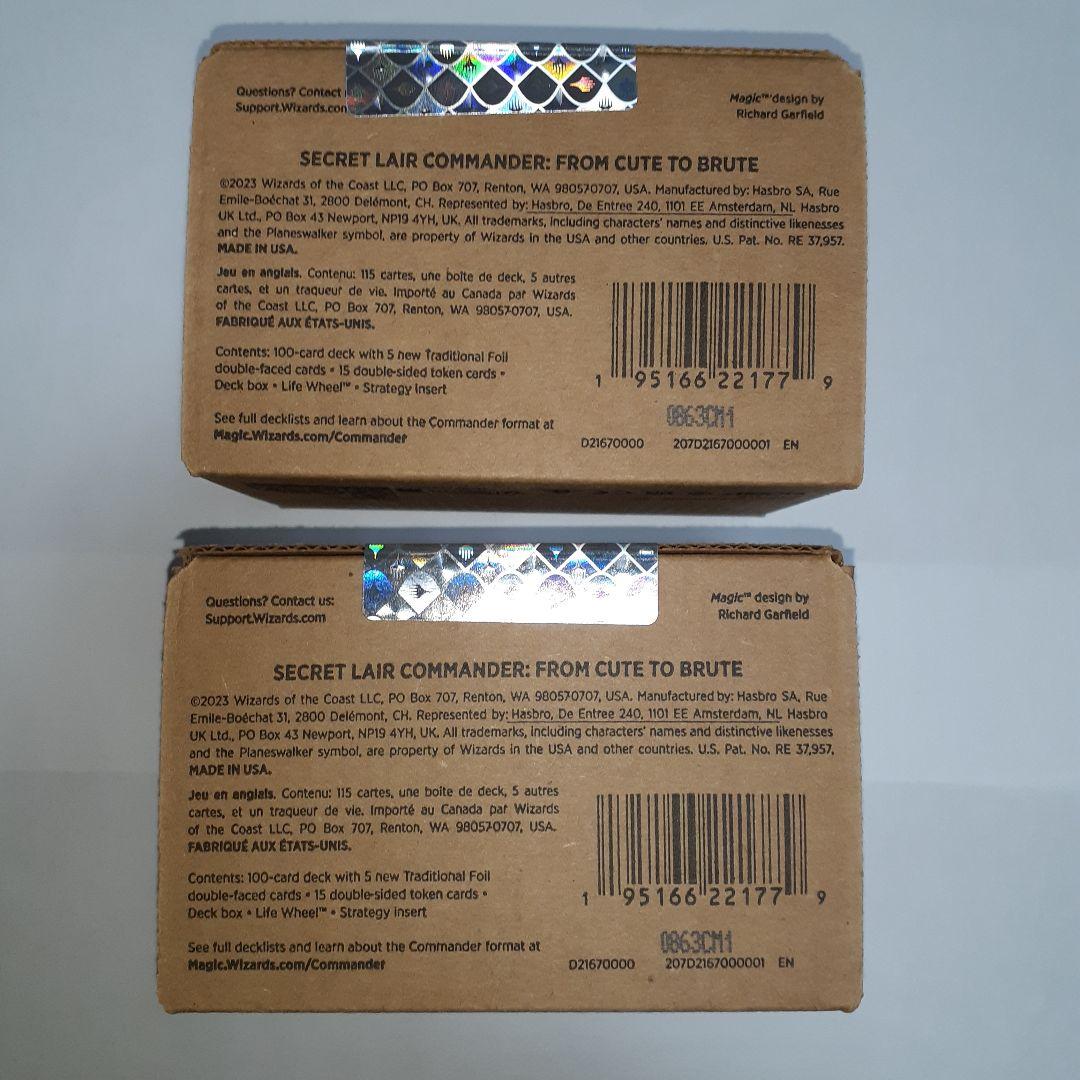 Questions? Contact
Support.Wizards.com
Magic™ design by
Richard Garfield
SECRET LAIR COMMANDER: FROM CUTE TO BRUTE
©2023 Wizards of the Coast LLC, PO Box 707, Renton, WA 980570707, USA. Manufactured by: Hasbro SA, Rue
Emile-Boéchat 31, 2800 Delémont, CH. Represented by: Hasbro, De Entree 240, 1101 EE Amsterdam, NL Hasbro
UK Ltd., PO Box 43 Newport, NP19 4YH, UK. All trademarks, including characters' names and distinctive likenesses
and the Planeswalker symbol, are property of Wizards in the USA and other countries. U.S. Pat. No. RE 37,957.
MADE IN USA.
Jeu en anglais. Contenu: 115 cartes, une boîte de deck, 5 autres
cartes, et un traqueur de vie. Importé au Canada par Wizards
of the Coast LLC, PO Box 707, Renton, WA 98057-0707, USA.
FABRIQUÉ AUX ÉTATS-UNIS.
Contents: 100-card deck with 5 new Traditional Foil
double-faced cards • 15 double-sided token cards •
Deck box • Life Wheel™ • Strategy insert
See full decklists and learn about the Commander format at
Magic.Wizards.com/Commander
1 95166 22177 9
0863CM1
D21670000 207D2167000001 EN
Questions? Contact us:
Support.Wizards.com
Magic™ design by
Richard Garfield
SECRET LAIR COMMANDER: FROM CUTE TO BRUTE
©2023 Wizards of the Coast LLC, PO Box 707, Renton, WA 980570707, USA. Manufactured by: Hasbro SA, Rue
Emile-Boéchat 31, 2800 Delémont, CH. Represented by: Hasbro, De Entree 240, 1101 EE Amsterdam, NL Hasbro
UK Ltd., PO Box 43 Newport, NP19 4YH, UK. All trademarks, including characters' names and distinctive likenesses
and the Planeswalker symbol, are property of Wizards in the USA and other countries. U.S. Pat. No. RE 37,957.
MADE IN USA.
Jeu en anglais. Contenu: 115 cartes, une boîte de deck, 5 autres
cartes, et un traqueur de vie. Importé au Canada par Wizards
of the Coast LLC, PO Box 707, Renton, WA 98057-0707, USA.
FABRIQUÉ AUX ÉTATS-UNIS.
Contents: 100-card deck with 5 new Traditional Foil
double-faced cards • 15 double-sided token cards •
Deck box • Life Wheel™ • Strategy insert
See full decklists and learn about the Commander format at
Magic.Wizards.com/Commander
1 95166 22177 9
0863CM1
D21670000 207D2167000001 EN